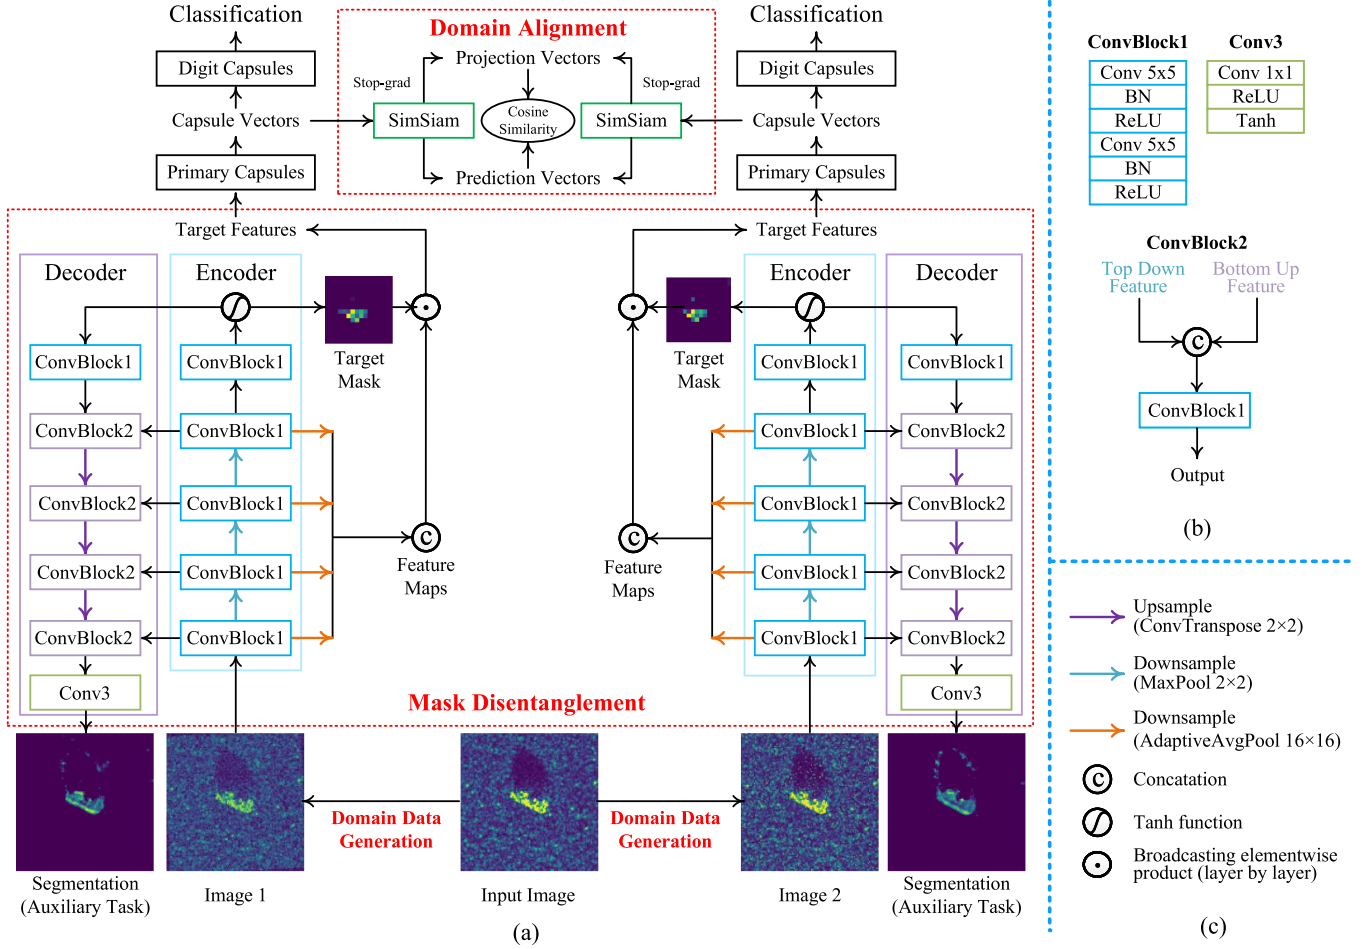 Classification
Digit Capsules
Capsule Vectors
Primary Capsules
Domain Alignment
Projection Vectors
Stop-grad
Stop-grad
SimSiam
Cosine
Similarity
SimSiam
Prediction Vectors
Classification
Digit Capsules
Capsule Vectors
Primary Capsules
Target Features
Decoder
Encoder
ConvBlock1
ConvBlock1
Target
Mask
ConvBlock2
ConvBlock1
ConvBlock2
ConvBlock1
ConvBlock2
ConvBlock1
ConvBlock2
ConvBlock1
Conv3
C
Feature
Maps
Target Features
Encoder
Decoder
Target
Mask
ConvBlock1
ConvBlock1
ConvBlock1
ConvBlock2
ConvBlock1
ConvBlock2
ConvBlock1
ConvBlock2
ConvBlock1
ConvBlock2
Conv3
C
Feature
Maps
Mask Disentanglement
Domain Data
Generation
Domain Data
Generation
Segmentation
(Auxiliary Task)
Image 1
Input Image
Image 2
Segmentation
(Auxiliary Task)
(a)
ConvBlock1
Conv 5x5
BN
ReLU
Conv 5x5
BN
ReLU
Conv3
Conv 1x1
ReLU
Tanh
ConvBlock2
Top Down
Feature
Bottom Up
Feature
C
ConvBlock1
Output
(b)
Upsample
(ConvTranspose 2×2)
Downsample
(MaxPool 2×2)
Downsample
(AdaptiveAvgPool 16×16)
C
Concatation
Tanh function
Broadcasting elementwise
product (layer by layer)
(c)